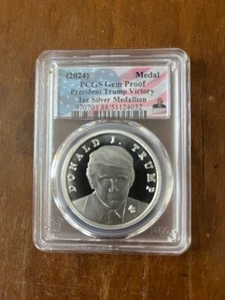 (2024) Medal
PCGS Gem Proof
President Trump Victory
1oz Silver Medallion
DONALD J. TRUMP